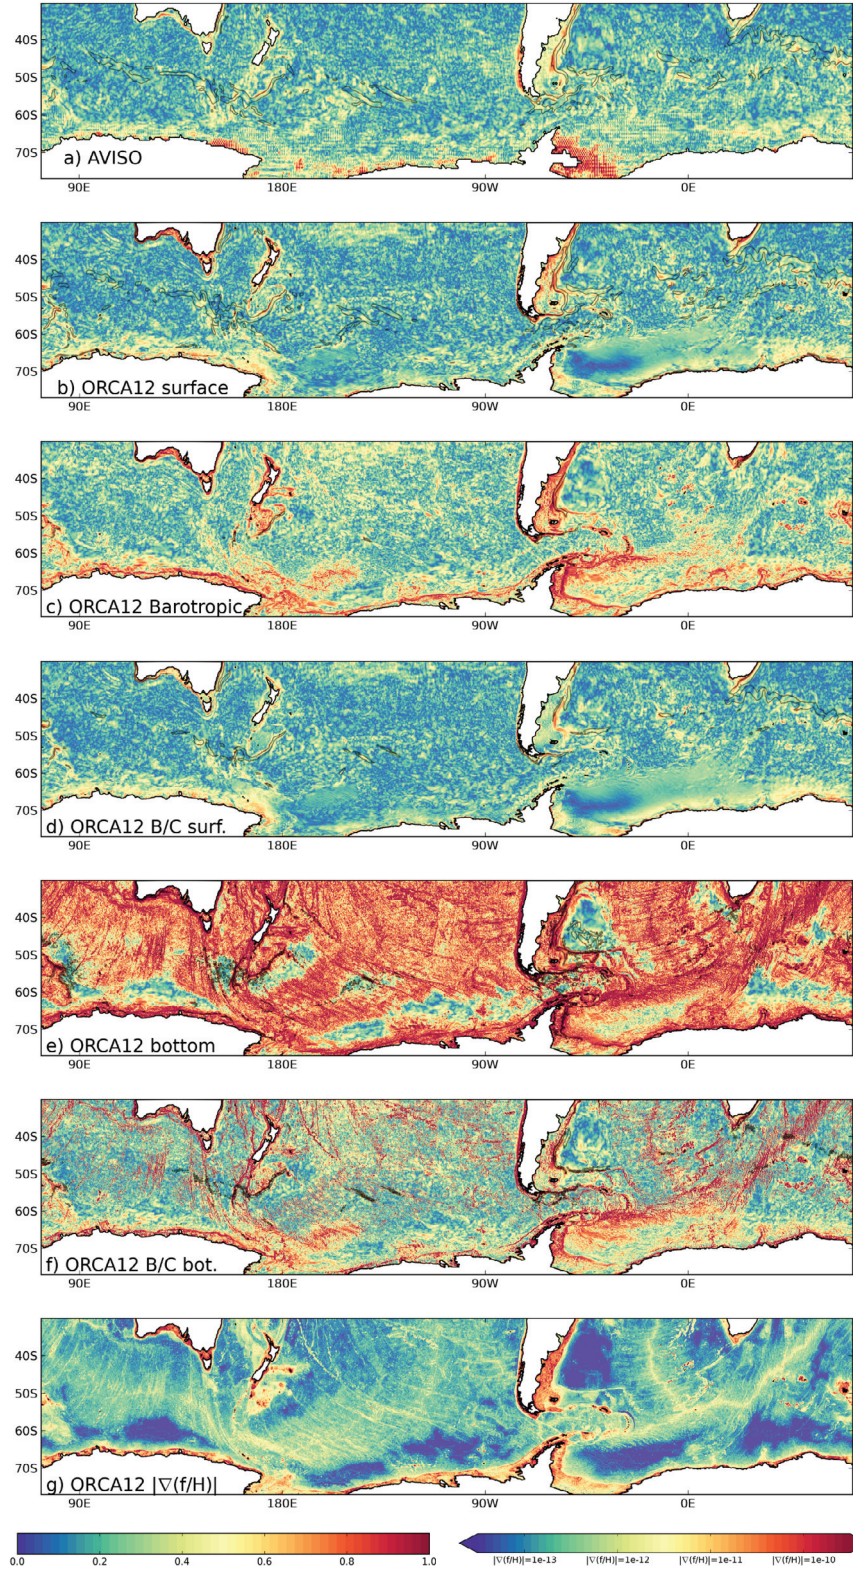 40S
50S
60S
70S
a) AVISO
90E 180E 90W 0E
40S
50S
60S
70S
b) ORCA12 surface
90E 180E 90W 0E
40S
50S
60S
70S
c) ORCA12 Barotropic
90E 180E 90W 0E
40S
50S
60S
70S
d) ORCA12 B/C surf.
90E 180E 90W 0E
40S
50S
60S
70S
e) ORCA12 bottom
90E 180E 90W 0E
40S
50S
60S
70S
f) ORCA12 B/C bot.
90E 180E 90W 0E
40S
50S
60S
70S
g) ORCA12 |∇(f/H)|
90E 180E 90W 0E
0.0 0.2 0.4 0.6 0.8 1.0
|∇(f/H)|=1e-13 |∇(f/H)|=1e-12 |∇(f/H)|=1e-11 |∇(f/H)|=1e-10